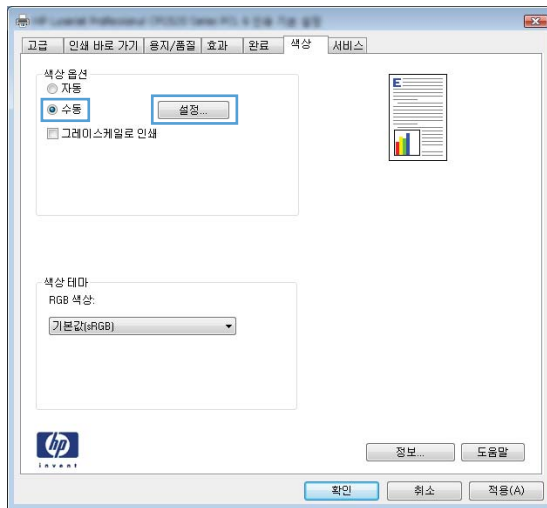 고급 인쇄 바로 가기 용지/품질 효과 완료 색상 서비스
색상 옵션
자동
수동 설정...
그레이스케일로 인쇄
E
색상 테마
RGB 색상:
기본값(sRGB)
hp
invent
정보... 도움말
확인 취소 적용(A)